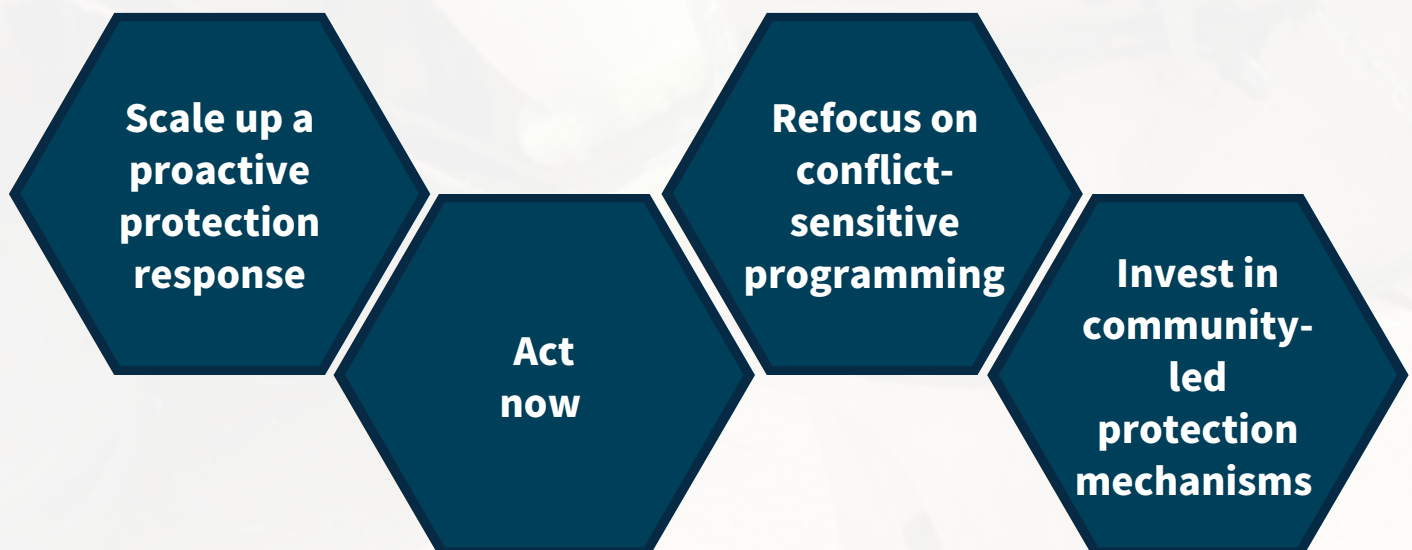 Scale up a
proactive
protection
response
Act
now
Refocus on
conflict-
sensitive
programming
Invest in
community-
led
protection
mechanisms